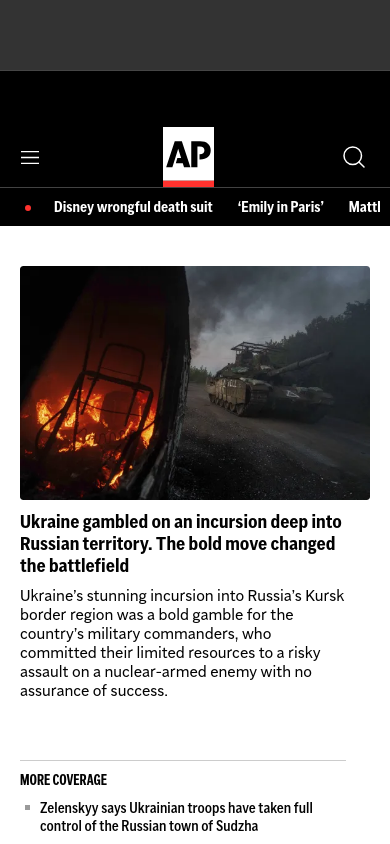 AP
Disney wrongful death suit ‘Emily in Paris’ Mattl
Ukraine gambled on an incursion deep into
Russian territory. The bold move changed
the battlefield
Ukraine’s stunning incursion into Russia’s Kursk
border region was a bold gamble for the
country’s military commanders, who
committed their limited resources to a risky
assault on a nuclear-armed enemy with no
assurance of success.
MORE COVERAGE
Zelenskyy says Ukrainian troops have taken full
control of the Russian town of Sudzha